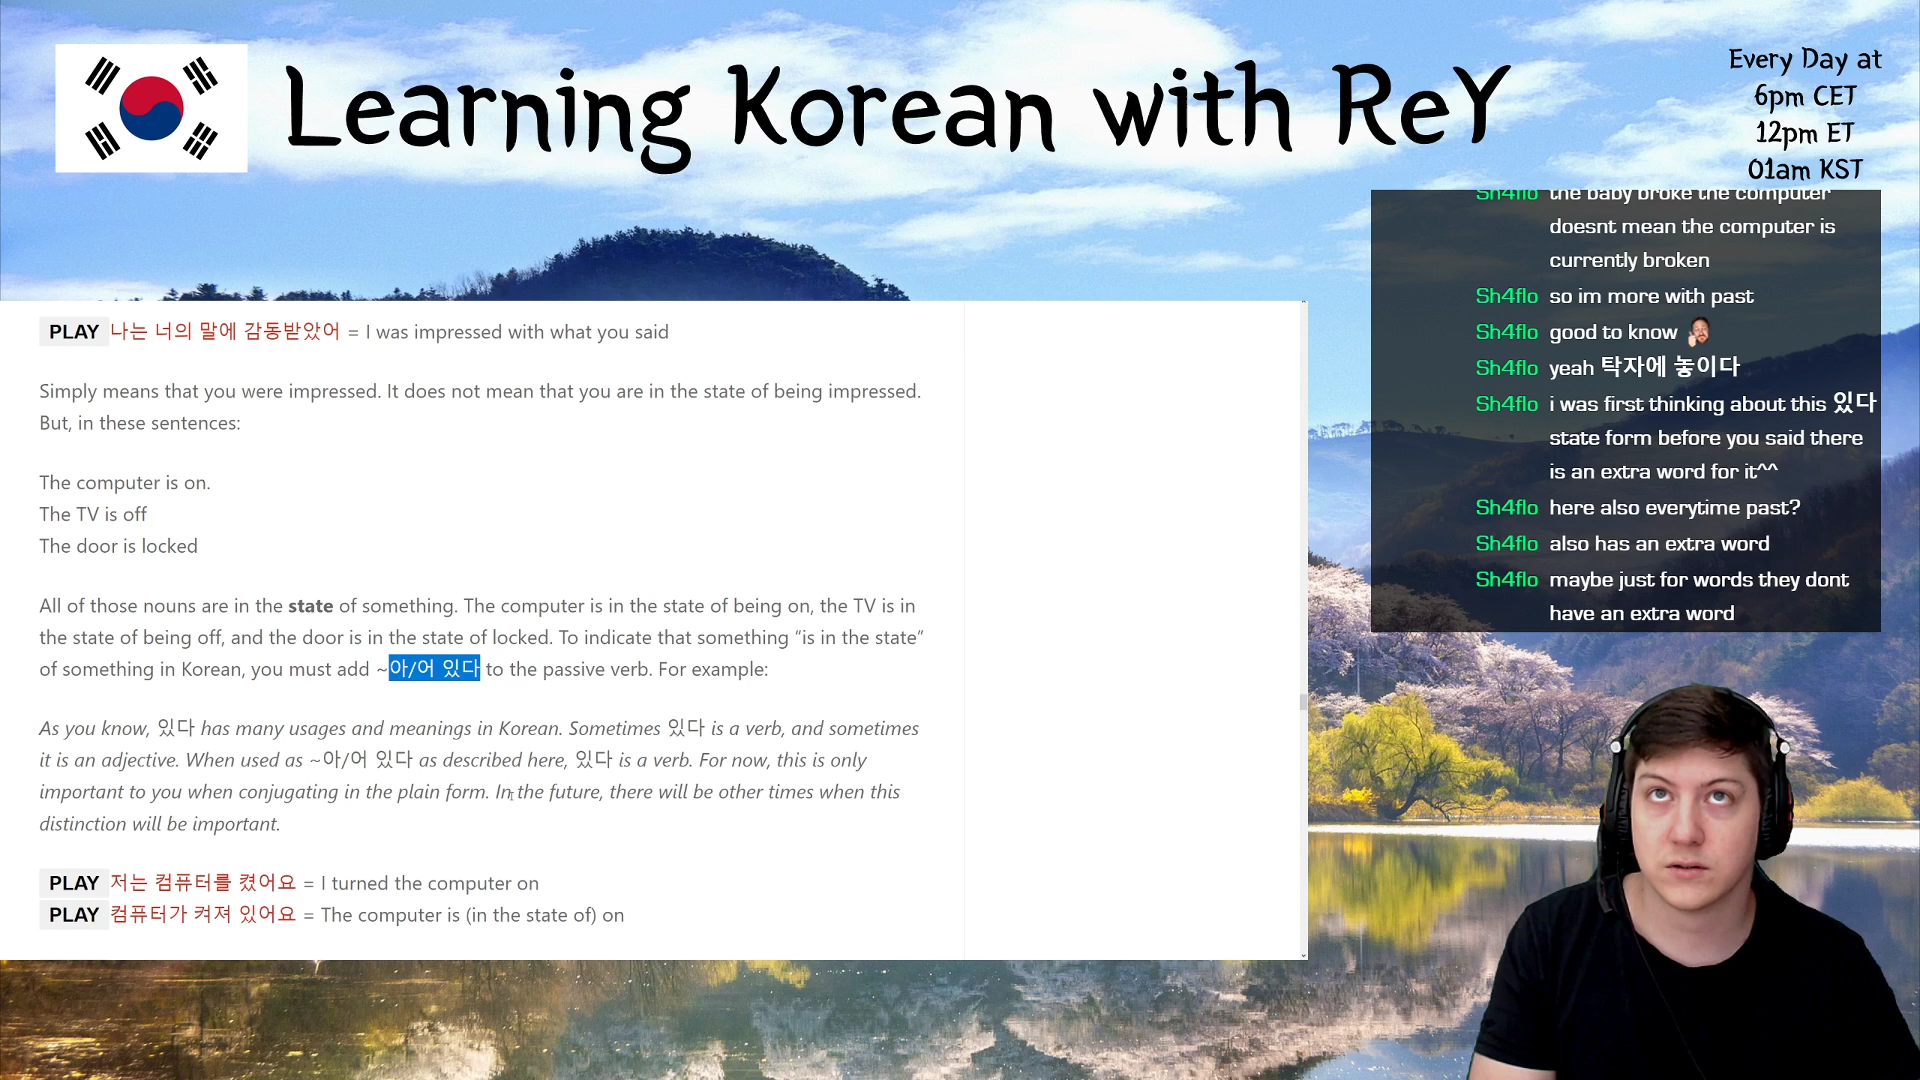 Learning Korean with ReY
Every Day at
6pm CET
12pm ET
01am KST
Sh4flo the baby broke the computer
doesnt mean the computer is
currently broken
Sh4flo so im more with past
Sh4flo good to know
Sh4flo yeah 탁자에 놓이다
Sh4flo i was first thinking about this 있다
state form before you said there
is an extra word for it^^
Sh4flo here also everytime past?
Sh4flo also has an extra word
Sh4flo maybe just for words they dont
have an extra word
PLAY 나는 너의 말에 감동받았어 = I was impressed with what you said
Simply means that you were impressed. It does not mean that you are in the state of being impressed.
But, in these sentences:
The computer is on.
The TV is off
The door is locked
All of those nouns are in the state of something. The computer is in the state of being on, the TV is in
the state of being off, and the door is in the state of locked. To indicate that something “is in the state”
of something in Korean, you must add ~아/어 있다 to the passive verb. For example:
As you know, 있다 has many usages and meanings in Korean. Sometimes 있다 is a verb, and sometimes
it is an adjective. When used as ~아/어 있다 as described here, 있다 is a verb. For now, this is only
important to you when conjugating in the plain form. In the future, there will be other times when this
distinction will be important.
PLAY 저는 컴퓨터를 켰어요 = I turned the computer on
PLAY 컴퓨터가 켜져 있어요 = The computer is (in the state of) on